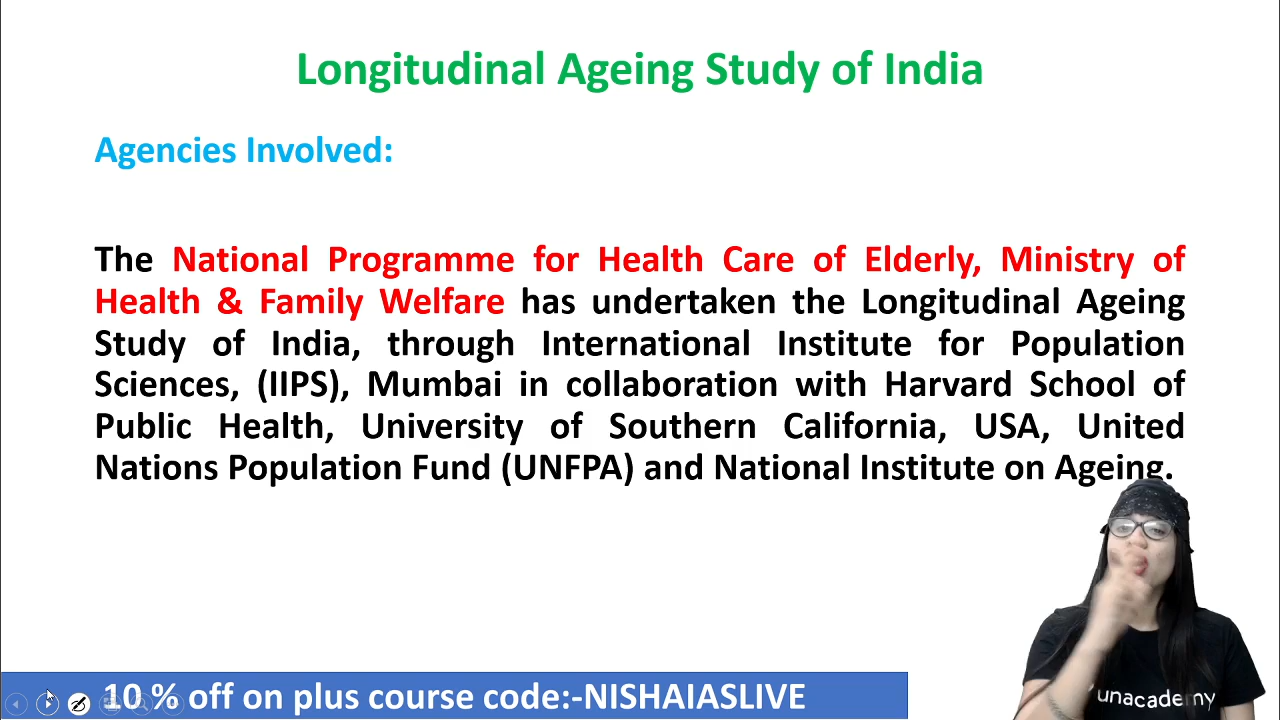 Longitudinal Ageing Study of India
Agencies Involved:
The National Programme for Health Care of Elderly, Ministry of
Health & Family Welfare has undertaken the Longitudinal Ageing
Study of India, through International Institute for Population
Sciences, (IIPS), Mumbai in collaboration with Harvard School of
Public Health, University of Southern California, USA, United
Nations Population Fund (UNFPA) and National Institute on Ageing.
unacademy
10 % off on plus course code:-NISHAIASLIVE